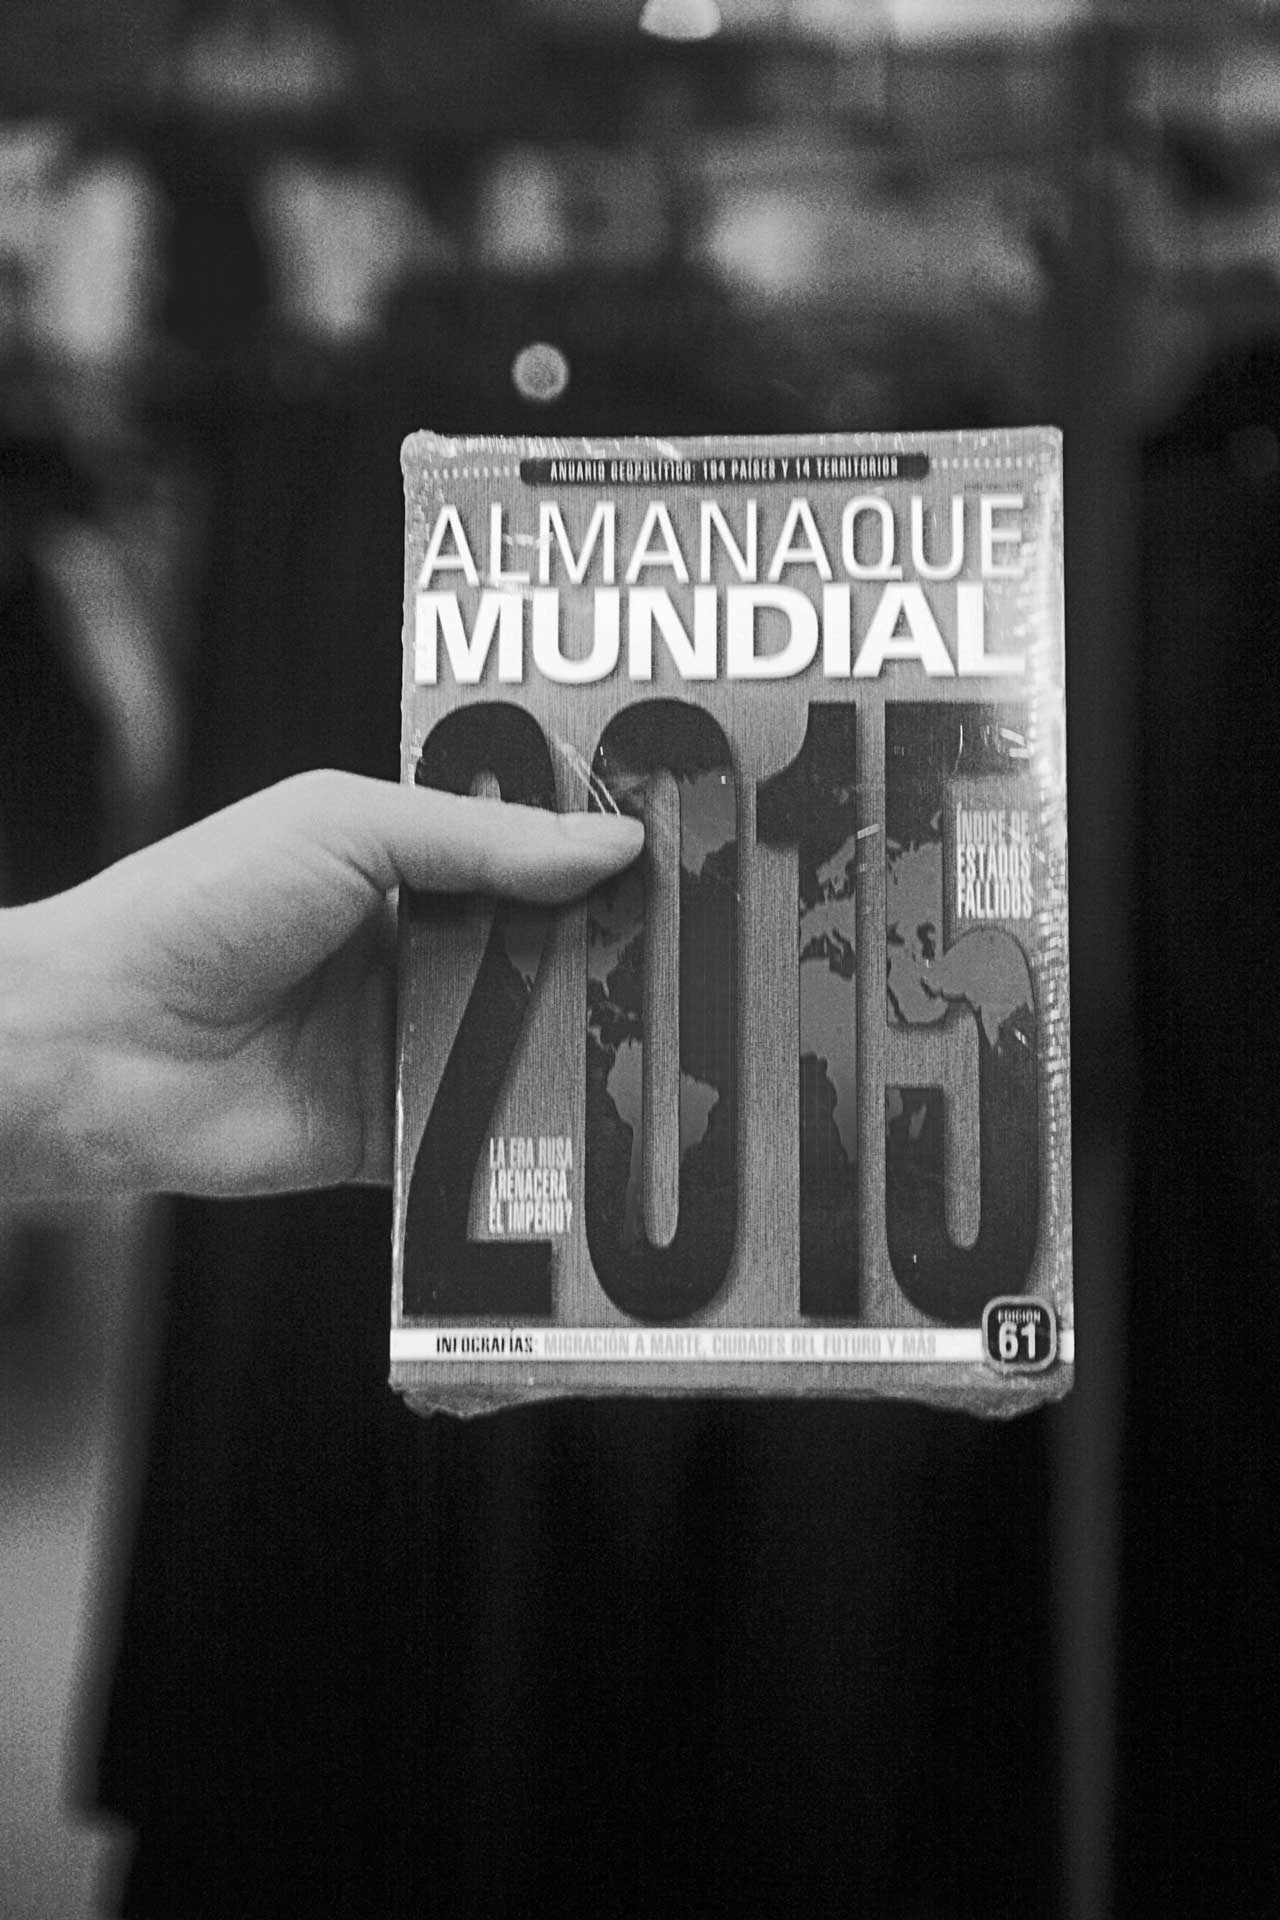 ANUARIO GEOPOLÍTICO: 194 PAÍSES Y 14 TERRITORIOS
ALMANAQUE
MUNDIAL
2015
ÍNDICE DE
ESTADOS
FALLIDOS
LA ERA RUSA
¿RENACERÁ
EL IMPERIO?
INFOGRAFÍAS: MIGRACIÓN A MARTE, CIUDADES DEL FUTURO Y MÁS
EDICIÓN
61